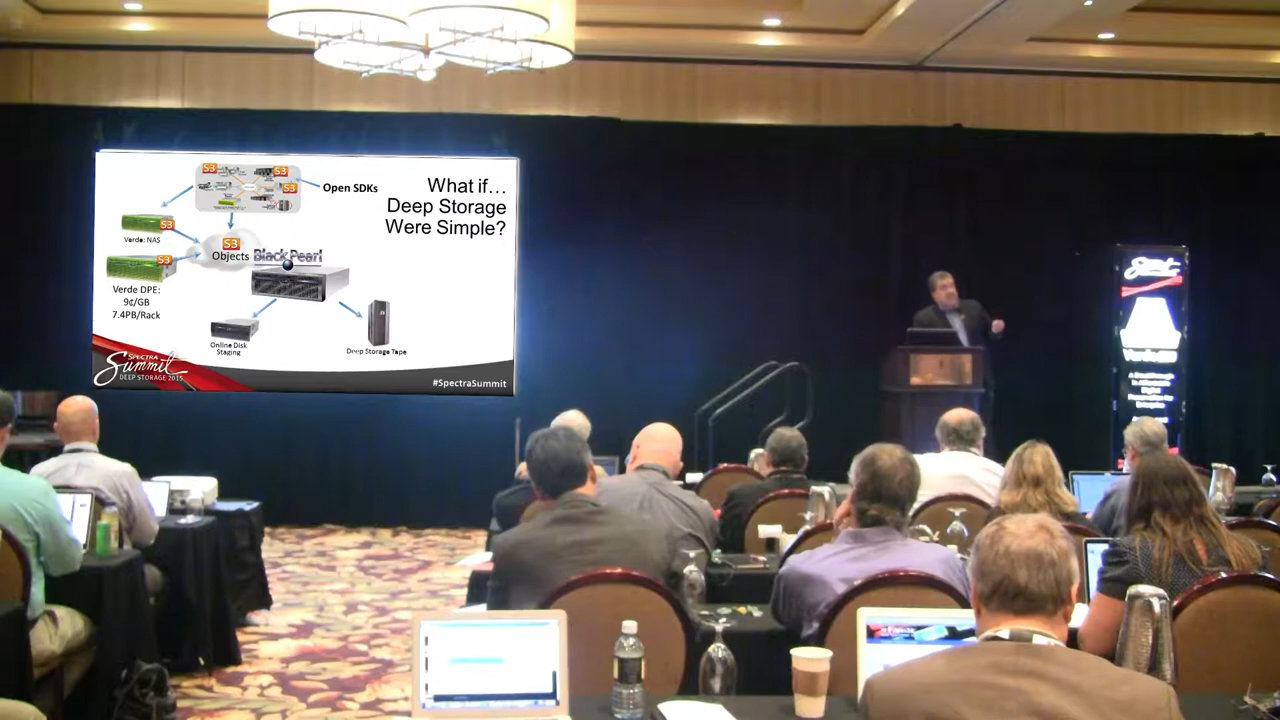 S3
S3
S3
Open SDKs
What if…
Deep Storage
Were Simple?
S3
Verde: NAS
S3
Objects
BlackPearl
S3
Verde DPE:
9¢/GB
7.4PB/Rack
Online Disk
Staging
Deep Storage Tape
SPECTRA
Summit
DEEP STORAGE 2015
#SpectraSummit
Summit